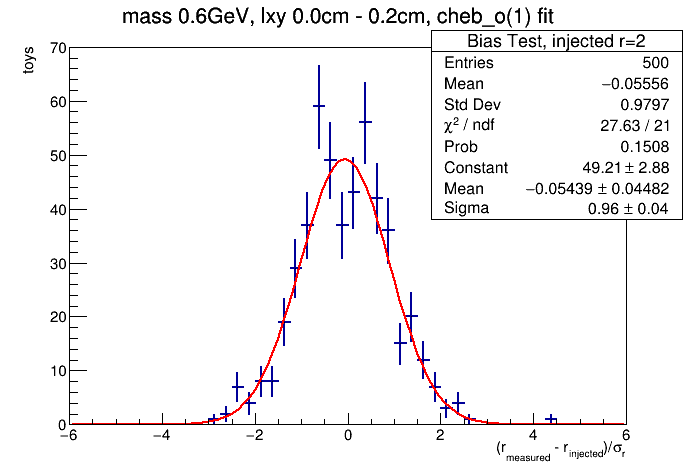 mass 0.6GeV, lxy 0.0cm - 0.2cm, cheb_o(1) fit
toys
Bias Test, injected r=2
Entries 500
Mean −0.05556
Std Dev 0.9797
χ² / ndf 27.63 / 21
Prob 0.1508
Constant 49.21 ± 2.88
Mean −0.05439 ± 0.04482
Sigma 0.96 ± 0.04
70
60
50
40
30
20
10
0
−6 −4 −2 0 2 4 6
(r_measured - r_injected)/σ_r